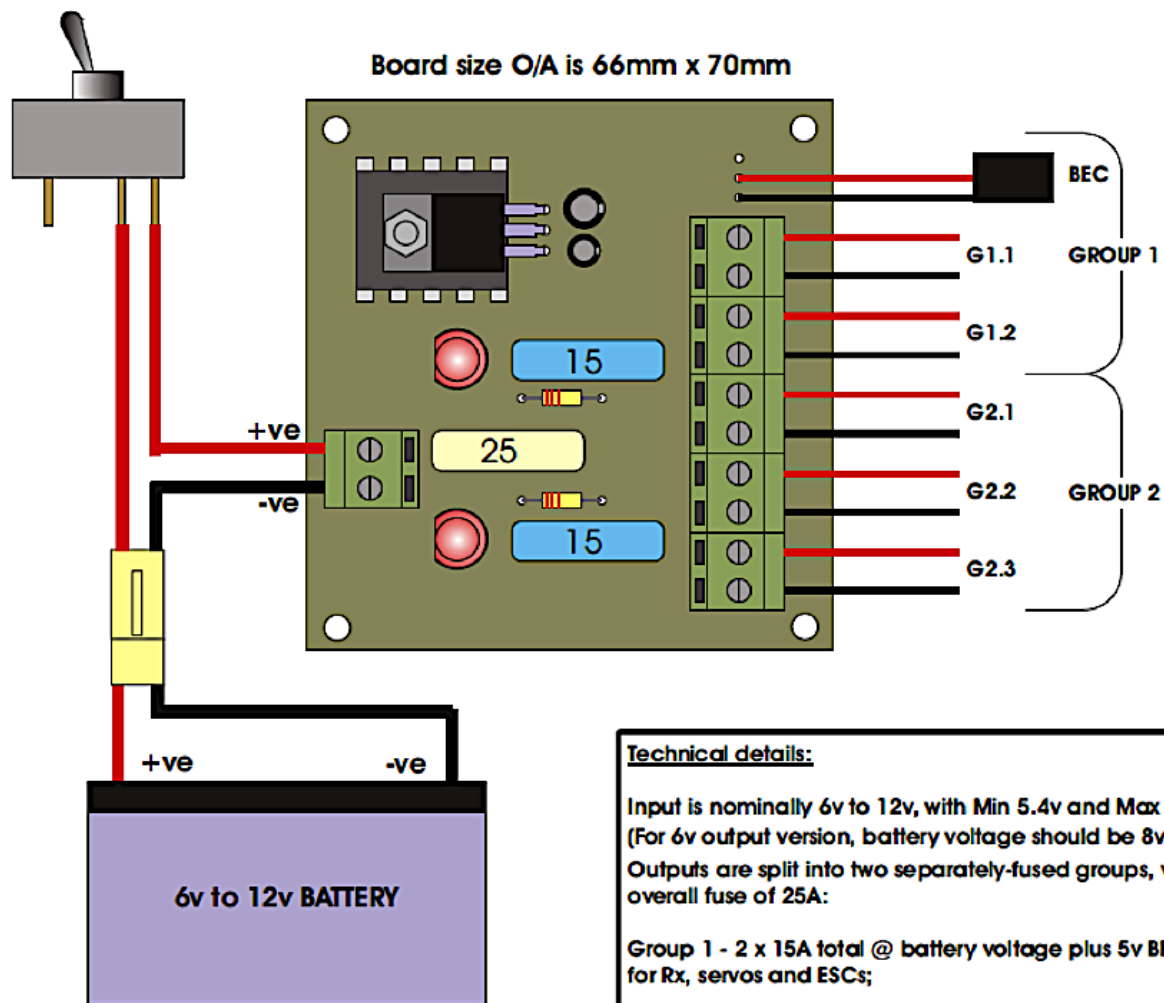 Board size O/A is 66mm x 70mm
BEC
G1.1
GROUP 1
G1.2
15
G2.1
+ve
25
-ve
G2.2
GROUP 2
15
G2.3
+ve
-ve
6v to 12v BATTERY
Technical details:
Input is nominally 6v to 12v, with Min 5.4v and Max
(For 6v output version, battery voltage should be 8v
Outputs are split into two separately-fused groups,
overall fuse of 25A:
Group 1 - 2 x 15A total @ battery voltage plus 5v
for Rx, servos and ESCs;